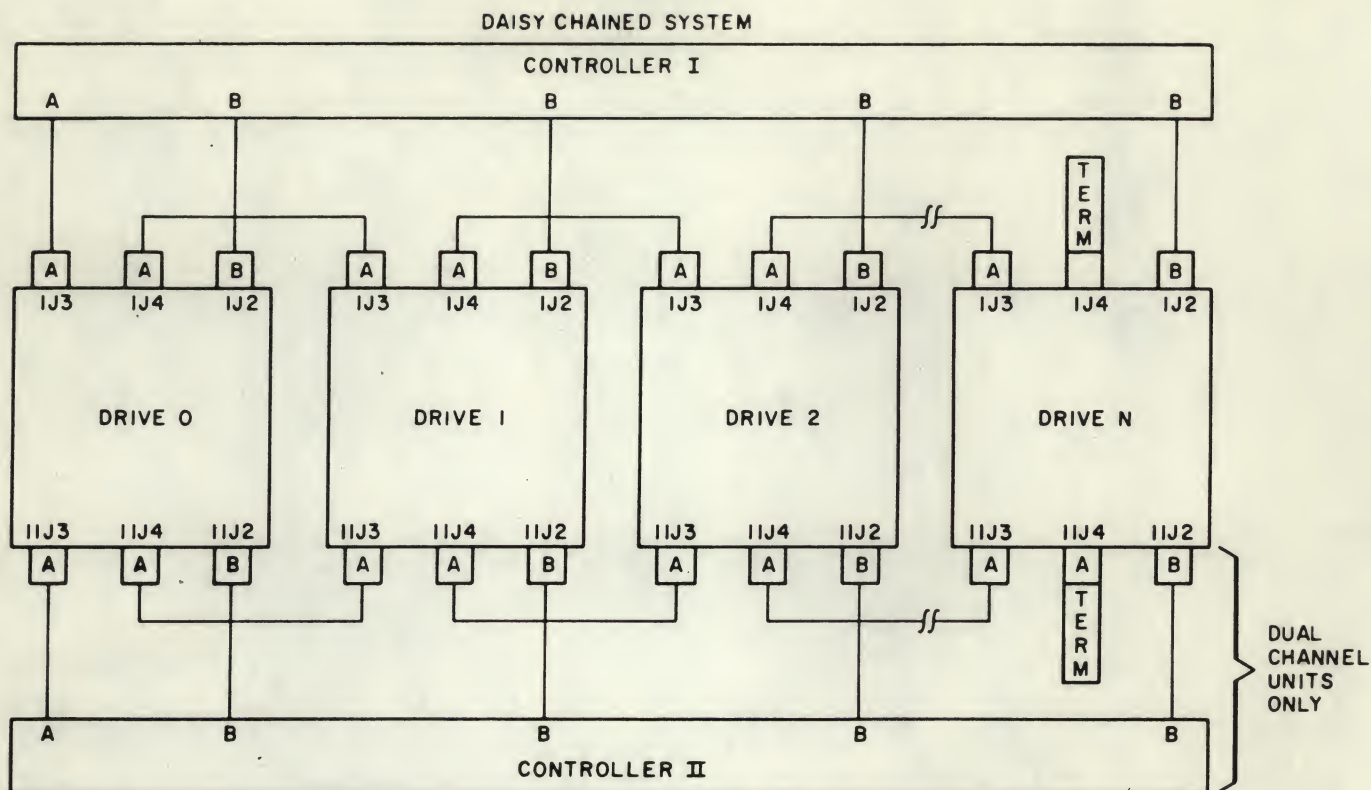 DAISY CHAINED SYSTEM
CONTROLLER I
A B B B B
TERM
A A B A A B A A B A B
IJ3 IJ4 IJ2 IJ3 IJ4 IJ2 IJ3 IJ4 IJ2 IJ3 IJ4 IJ2
DRIVE 0 DRIVE 1 DRIVE 2 DRIVE N
IIJ3 IIJ4 IIJ2 IIJ3 IIJ4 IIJ2 IIJ3 IIJ4 IIJ2 IIJ3 IIJ4 IIJ2
A A B A A B A A B A A B
TERM
DUAL
CHANNEL
UNITS
ONLY
A B B B B
CONTROLLER II